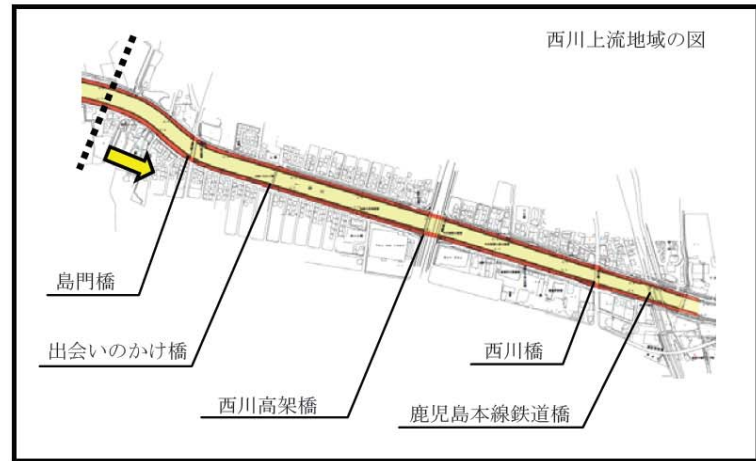 西川上流地域の図
島門橋
出会いのかけ橋
西川高架橋
西川橋
鹿児島本線鉄道橋